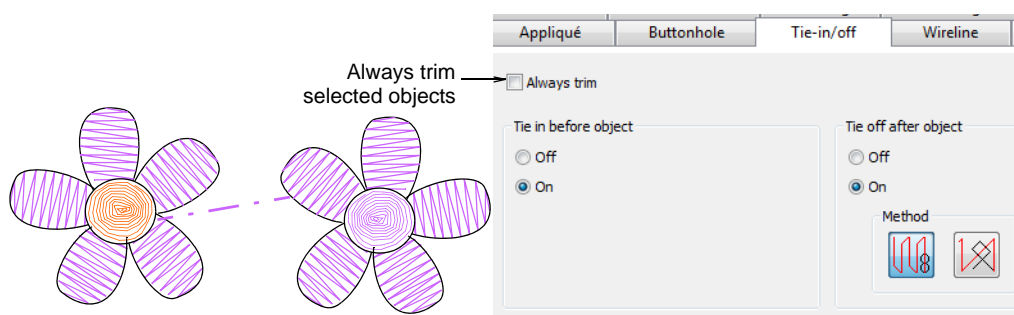 Appliqué
Buttonhole
Tie-in/off
Wireline
Always trim
selected objects
Always trim
Tie in before object
Off
On
Tie off after object
Off
On
Method